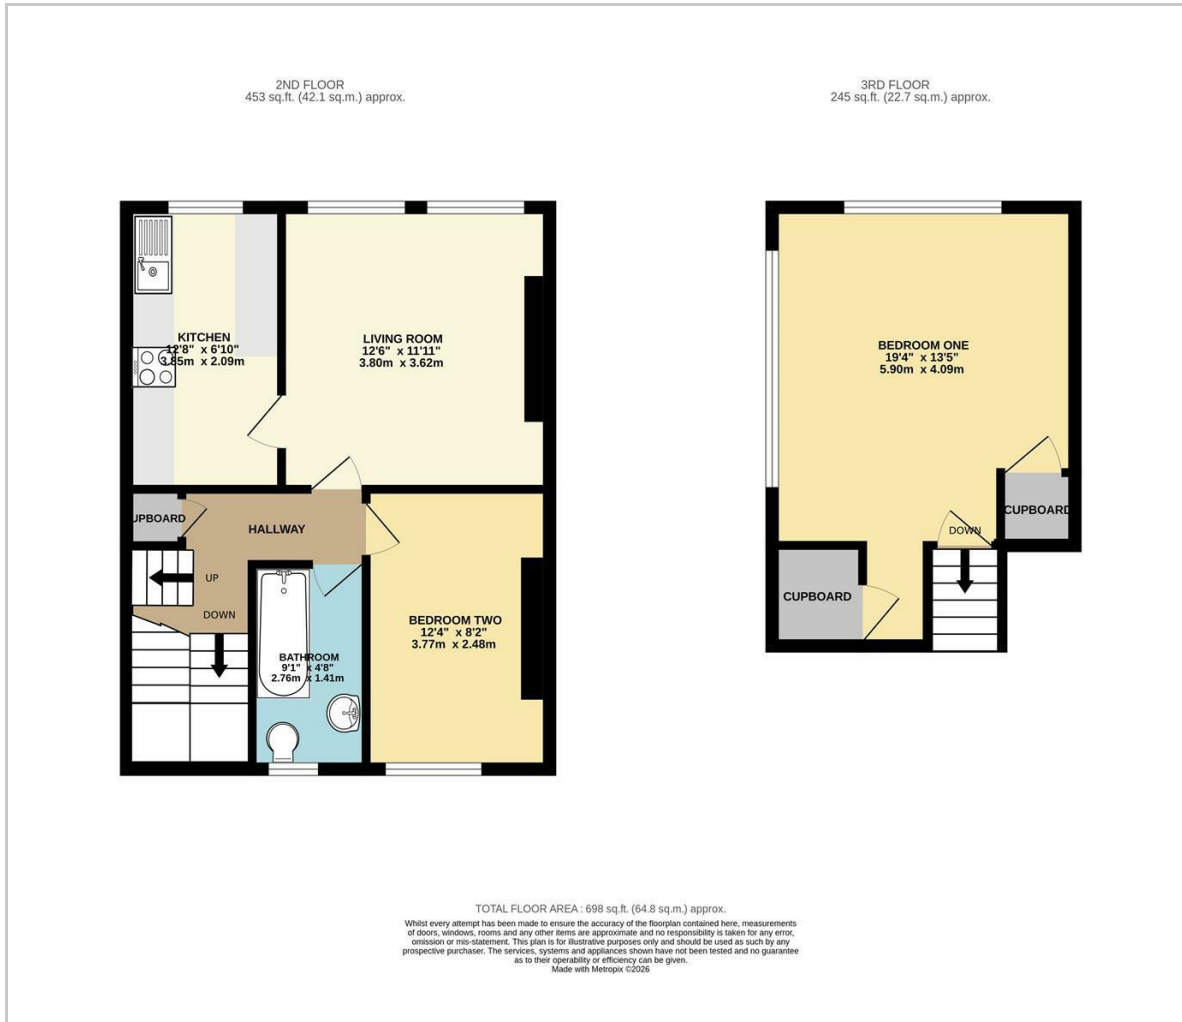 2ND FLOOR
453 sq.ft. (42.1 sq.m.) approx.
3RD FLOOR
245 sq.ft. (22.7 sq.m.) approx.
KITCHEN
12'8" x 6'10"
3.85m x 2.09m
LIVING ROOM
12'6" x 11'11"
3.80m x 3.62m
BEDROOM ONE
19'4" x 13'5"
5.90m x 4.09m
UPBOARD
HALLWAY
CUPBOARD
DOWN
UP
DOWN
CUPBOARD
BEDROOM TWO
12'4" x 8'2"
3.77m x 2.48m
BATHROOM
9'1" x 4'8"
2.76m x 1.41m
TOTAL FLOOR AREA : 698 sq.ft. (64.8 sq.m.) approx.
Whilst every attempt has been made to ensure the accuracy of the floorplan contained here, measurements
of doors, windows, rooms and any other items are approximate and no responsibility is taken for any error,
omission or mis-statement. This plan is for illustrative purposes only and should be used as such by any
prospective purchaser. The services, systems and appliances shown have not been tested and no guarantee
as to their operability or efficiency can be given.
Made with Metropix ©2026